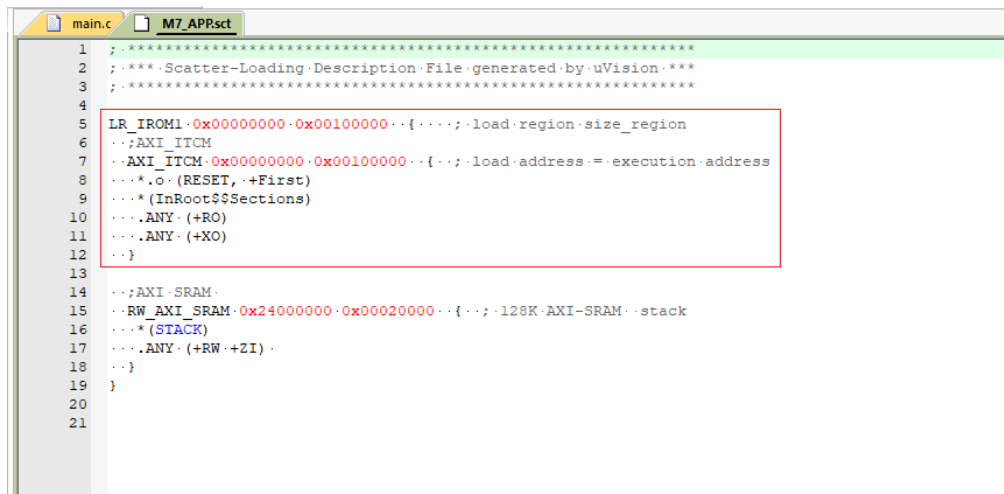 main.c M7_APP.sct
1 ; *************************************************************
2 ; *** Scatter-Loading Description File generated by uVision ***
3 ; *************************************************************
4
5 LR_IROM1 0x00000000 0x00100000  {    ; load region size_region
6   ;AXI_ITCM
7   AXI_ITCM 0x00000000 0x00100000  {  ; load address = execution address
8    *.o (RESET, +First)
9    *(InRoot$$Sections)
10    .ANY (+RO)
11    .ANY (+XO)
12   }
13
14   ;AXI SRAM
15   RW_AXI_SRAM 0x24000000 0x00020000  {  ; 128K AXI-SRAM  stack
16    *(STACK)
17    .ANY (+RW +ZI)
18   }
19 }
20
21